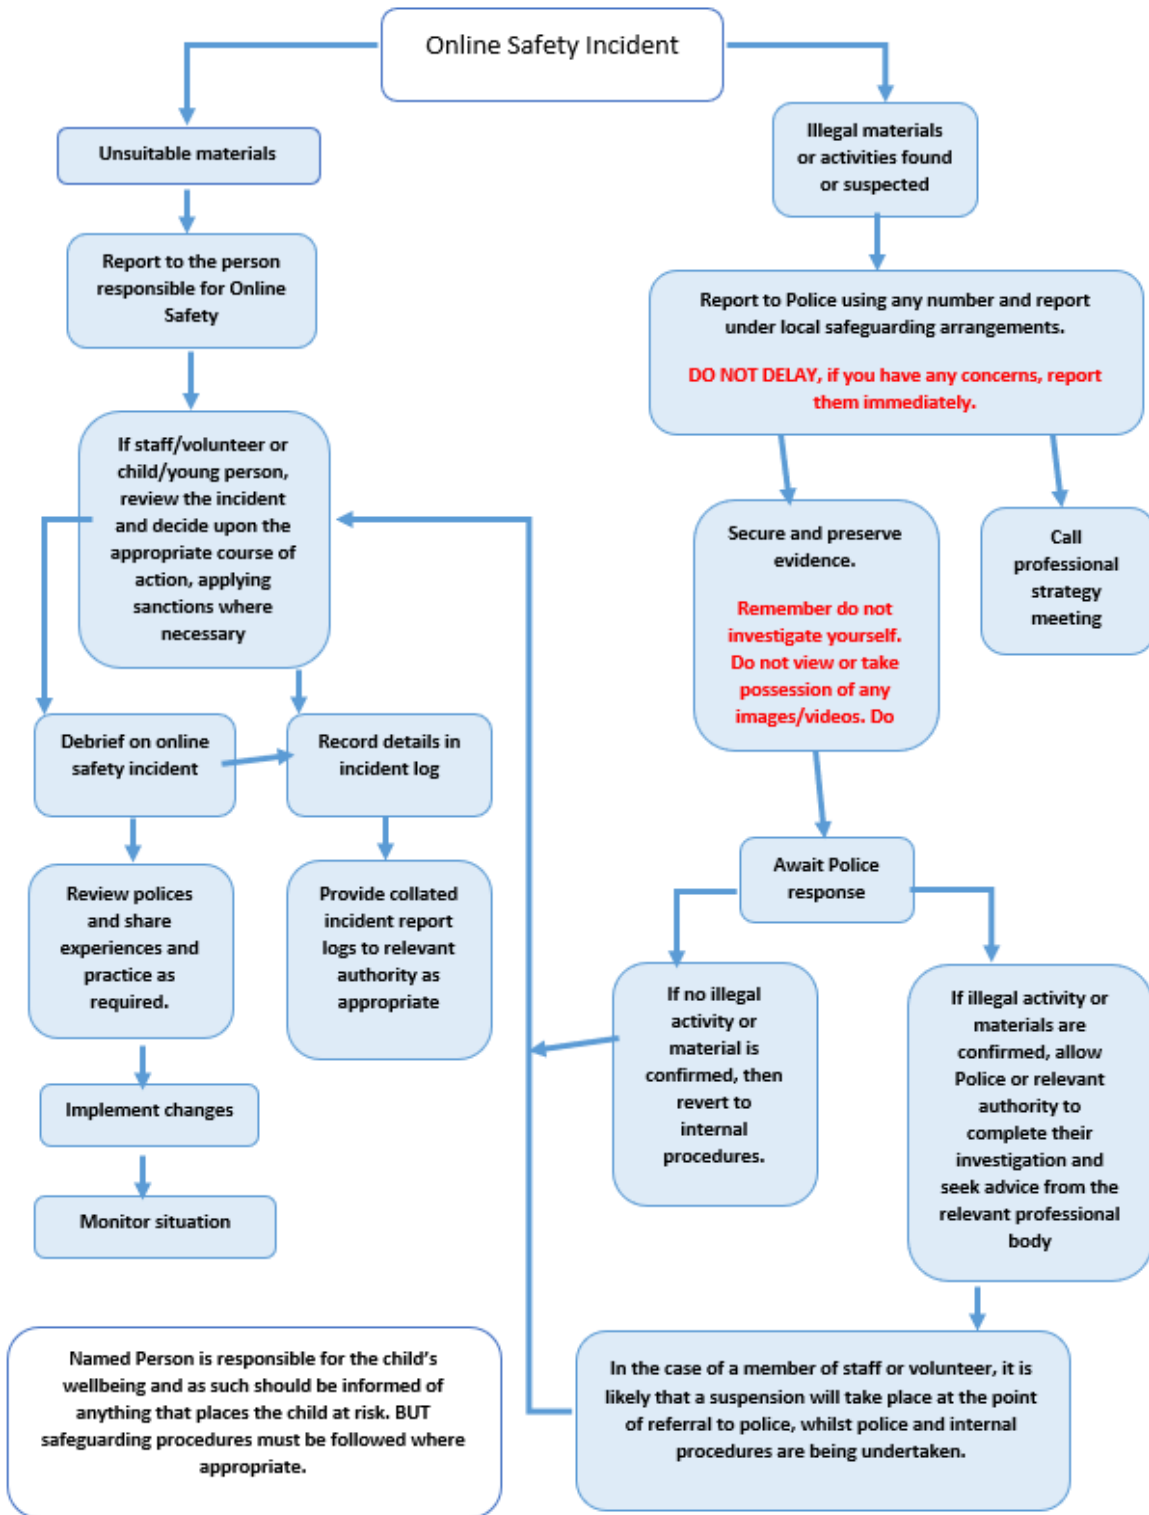 Online Safety Incident
Unsuitable materials
Report to the person
responsible for Online
Safety
If staff/volunteer or
child/young person,
review the incident
and decide upon the
appropriate course of
action, applying
sanctions where
necessary
Debrief on online
safety incident
Record details in
incident log
Review polices
and share
experiences and
practice as
required.
Provide collated
incident report
logs to relevant
authority as
appropriate
Implement changes
Monitor situation
Illegal materials
or activities found
or suspected
Report to Police using any number and report
under local safeguarding arrangements.
DO NOT DELAY, if you have any concerns, report
them immediately.
Secure and preserve
evidence.
Remember do not
investigate yourself.
Do not view or take
possession of any
images/videos. Do
Call
professional
strategy
meeting
Await Police
response
If no illegal
activity or
material is
confirmed, then
revert to
internal
procedures.
If illegal activity or
materials are
confirmed, allow
Police or relevant
authority to
complete their
investigation and
seek advice from the
relevant professional
body
In the case of a member of staff or volunteer, it is
likely that a suspension will take place at the point
of referral to police, whilst police and internal
procedures are being undertaken.
Named Person is responsible for the child’s
wellbeing and as such should be informed of
anything that places the child at risk. BUT
safeguarding procedures must be followed where
appropriate.